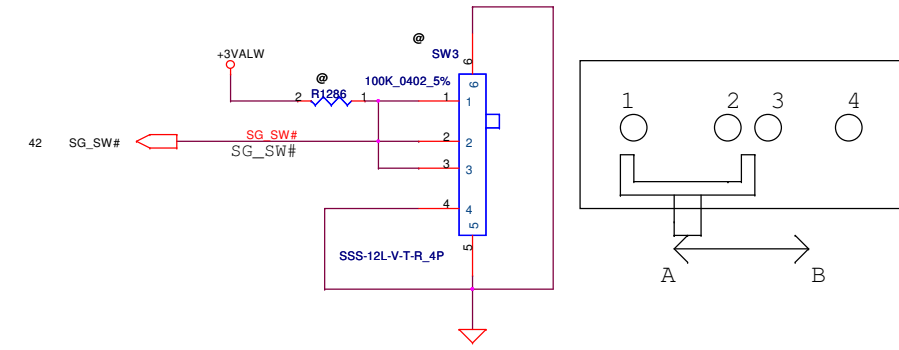 @
SW3
+3VALW
@
100K_0402_5%
R1286
2
1
6
6
1
1
42
SG_SW#
SG_SW#
SG_SW#
2
2
3
3
4
4
5
5
SSS-12L-V-T-R_4P
1
2
3
4
A
B